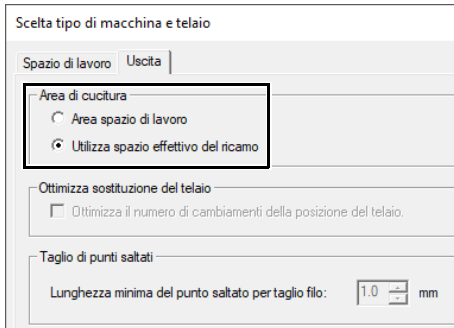 Scelta tipo di macchina e telaio
Spazio di lavoro Uscita
Area di cucitura
Area spazio di lavoro
Utilizza spazio effettivo del ricamo
Ottimizza sostituzione del telaio
Ottimizza il numero di cambiamenti della posizione del telaio.
Taglio di punti saltati
Lunghezza minima del punto saltato per taglio filo: 1.0 mm